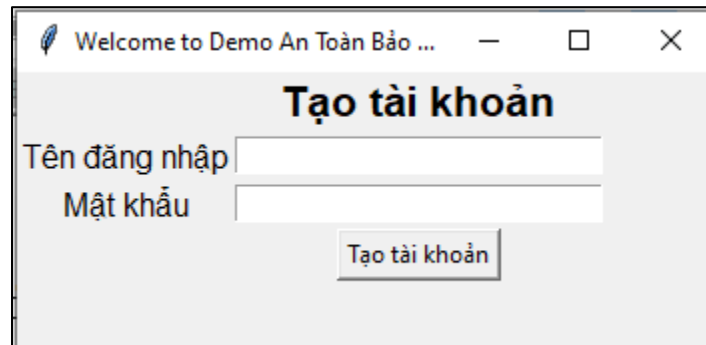 Welcome to Demo An Toàn Bảo ...
Tạo tài khoản
Tên đăng nhập
Mật khẩu
Tạo tài khoản